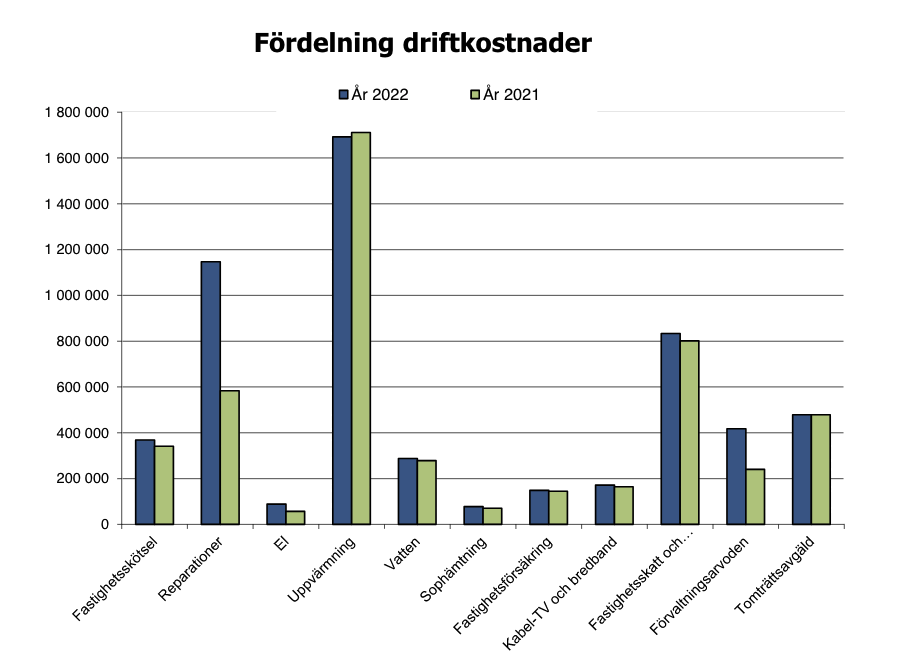 Fördelning driftkostnader
År 2022 År 2021
1 800 000
1 600 000
1 400 000
1 200 000
1 000 000
800 000
600 000
400 000
200 000
0
Fastighetsskötsel
Reparationer
El
Uppvärmning
Vatten
Sophämtning
Fastighetsförsäkring
Kabel-TV och bredband
Fastighetsskatt och...
Förvaltningsarvoden
Tomträttsavgäld